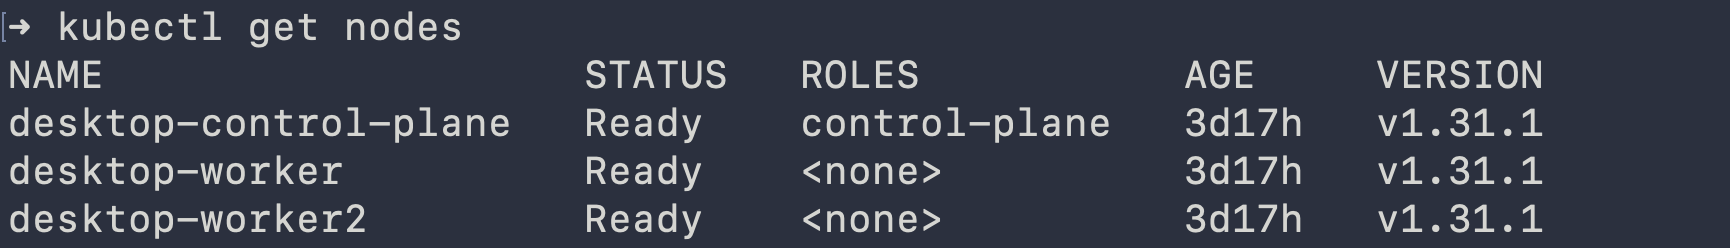 ➜ kubectl get nodes
NAME                    STATUS   ROLES           AGE     VERSION
desktop-control-plane   Ready    control-plane   3d17h   v1.31.1
desktop-worker          Ready    <none>          3d17h   v1.31.1
desktop-worker2         Ready    <none>          3d17h   v1.31.1